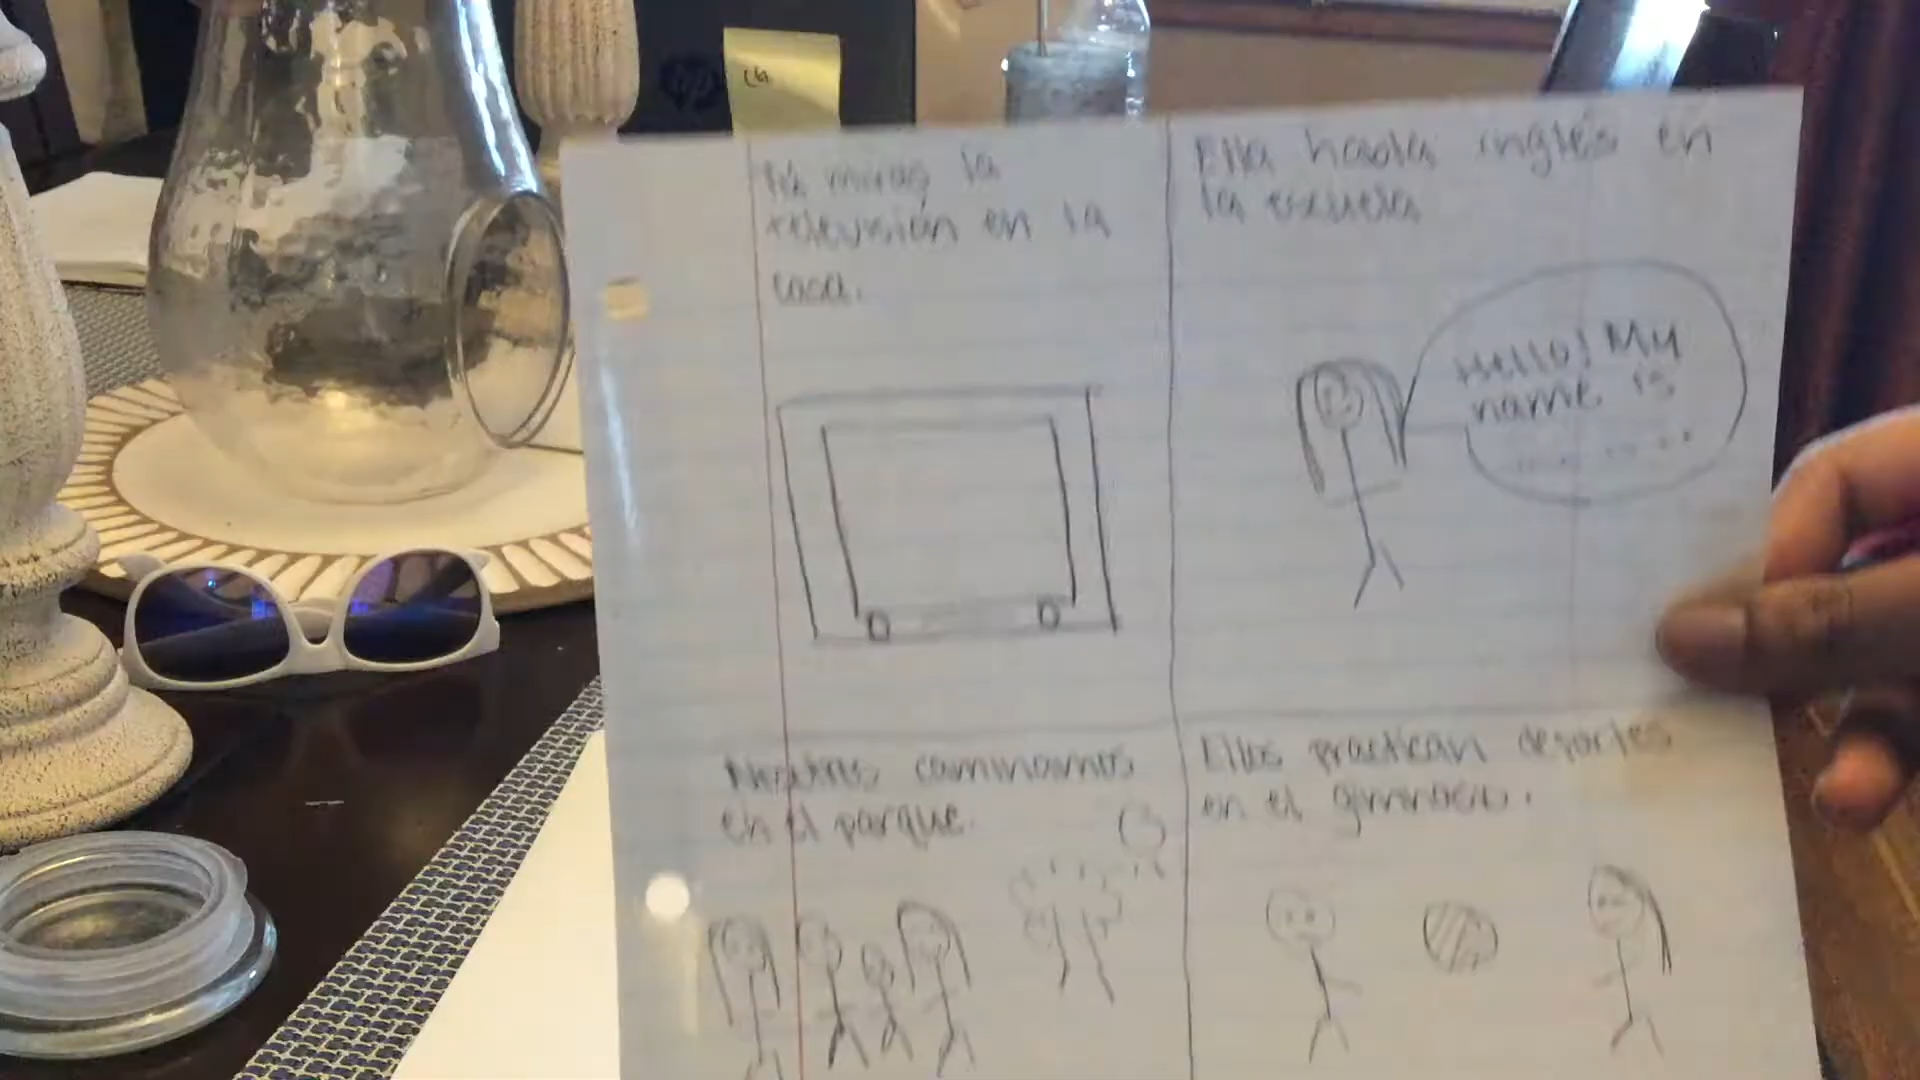 Tú miras la
televisión en la
casa.
Ella habla inglés en
la escuela
Hello! My
name is
Nosotros caminamos
en el parque.
Ellos practican deportes
en el gimnasio.
hp